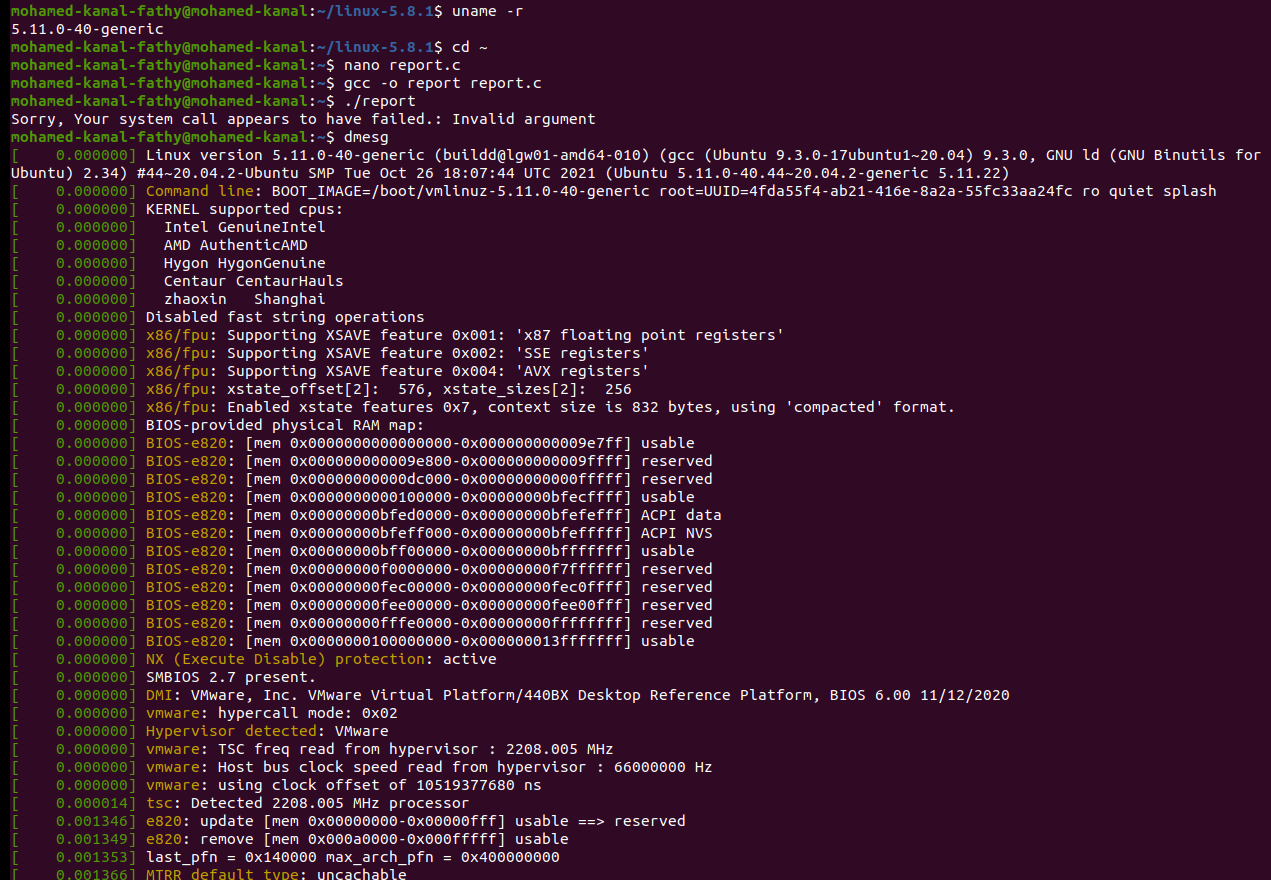 mohamed-kamal-fathy@mohamed-kamal:~/linux-5.8.1$ uname -r
5.11.0-40-generic
mohamed-kamal-fathy@mohamed-kamal:~/linux-5.8.1$ cd ~
mohamed-kamal-fathy@mohamed-kamal:~$ nano report.c
mohamed-kamal-fathy@mohamed-kamal:~$ gcc -o report report.c
mohamed-kamal-fathy@mohamed-kamal:~$ ./report
Sorry, Your system call appears to have failed.: Invalid argument
mohamed-kamal-fathy@mohamed-kamal:~$ dmesg
[    0.000000] Linux version 5.11.0-40-generic (buildd@lgw01-amd64-010) (gcc (Ubuntu 9.3.0-17ubuntu1~20.04) 9.3.0, GNU ld (GNU Binutils for
Ubuntu) 2.34) #44~20.04.2-Ubuntu SMP Tue Oct 26 18:07:44 UTC 2021 (Ubuntu 5.11.0-40.44~20.04.2-generic 5.11.22)
[    0.000000] Command line: BOOT_IMAGE=/boot/vmlinuz-5.11.0-40-generic root=UUID=4fda55f4-ab21-416e-8a2a-55fc33aa24fc ro quiet splash
[    0.000000] KERNEL supported cpus:
[    0.000000]   Intel GenuineIntel
[    0.000000]   AMD AuthenticAMD
[    0.000000]   Hygon HygonGenuine
[    0.000000]   Centaur CentaurHauls
[    0.000000]   zhaoxin   Shanghai
[    0.000000] Disabled fast string operations
[    0.000000] x86/fpu: Supporting XSAVE feature 0x001: 'x87 floating point registers'
[    0.000000] x86/fpu: Supporting XSAVE feature 0x002: 'SSE registers'
[    0.000000] x86/fpu: Supporting XSAVE feature 0x004: 'AVX registers'
[    0.000000] x86/fpu: xstate_offset[2]:  576, xstate_sizes[2]:  256
[    0.000000] x86/fpu: Enabled xstate features 0x7, context size is 832 bytes, using 'compacted' format.
[    0.000000] BIOS-provided physical RAM map:
[    0.000000] BIOS-e820: [mem 0x0000000000000000-0x000000000009e7ff] usable
[    0.000000] BIOS-e820: [mem 0x000000000009e800-0x000000000009ffff] reserved
[    0.000000] BIOS-e820: [mem 0x00000000000dc000-0x00000000000fffff] reserved
[    0.000000] BIOS-e820: [mem 0x0000000000100000-0x00000000bfecffff] usable
[    0.000000] BIOS-e820: [mem 0x00000000bfed0000-0x00000000bfefefff] ACPI data
[    0.000000] BIOS-e820: [mem 0x00000000bfeff000-0x00000000bfefffff] ACPI NVS
[    0.000000] BIOS-e820: [mem 0x00000000bff00000-0x00000000bfffffff] usable
[    0.000000] BIOS-e820: [mem 0x00000000f0000000-0x00000000f7ffffff] reserved
[    0.000000] BIOS-e820: [mem 0x00000000fec00000-0x00000000fec0ffff] reserved
[    0.000000] BIOS-e820: [mem 0x00000000fee00000-0x00000000fee00fff] reserved
[    0.000000] BIOS-e820: [mem 0x00000000fffe0000-0x00000000ffffffff] reserved
[    0.000000] BIOS-e820: [mem 0x0000000100000000-0x000000013fffffff] usable
[    0.000000] NX (Execute Disable) protection: active
[    0.000000] SMBIOS 2.7 present.
[    0.000000] DMI: VMware, Inc. VMware Virtual Platform/440BX Desktop Reference Platform, BIOS 6.00 11/12/2020
[    0.000000] vmware: hypercall mode: 0x02
[    0.000000] Hypervisor detected: VMware
[    0.000000] vmware: TSC freq read from hypervisor : 2208.005 MHz
[    0.000000] vmware: Host bus clock speed read from hypervisor : 66000000 Hz
[    0.000000] vmware: using clock offset of 10519377680 ns
[    0.000014] tsc: Detected 2208.005 MHz processor
[    0.001346] e820: update [mem 0x00000000-0x00000fff] usable ==> reserved
[    0.001349] e820: remove [mem 0x000a0000-0x000fffff] usable
[    0.001353] last_pfn = 0x140000 max_arch_pfn = 0x400000000
[    0.001366] MTRR default type: uncachable